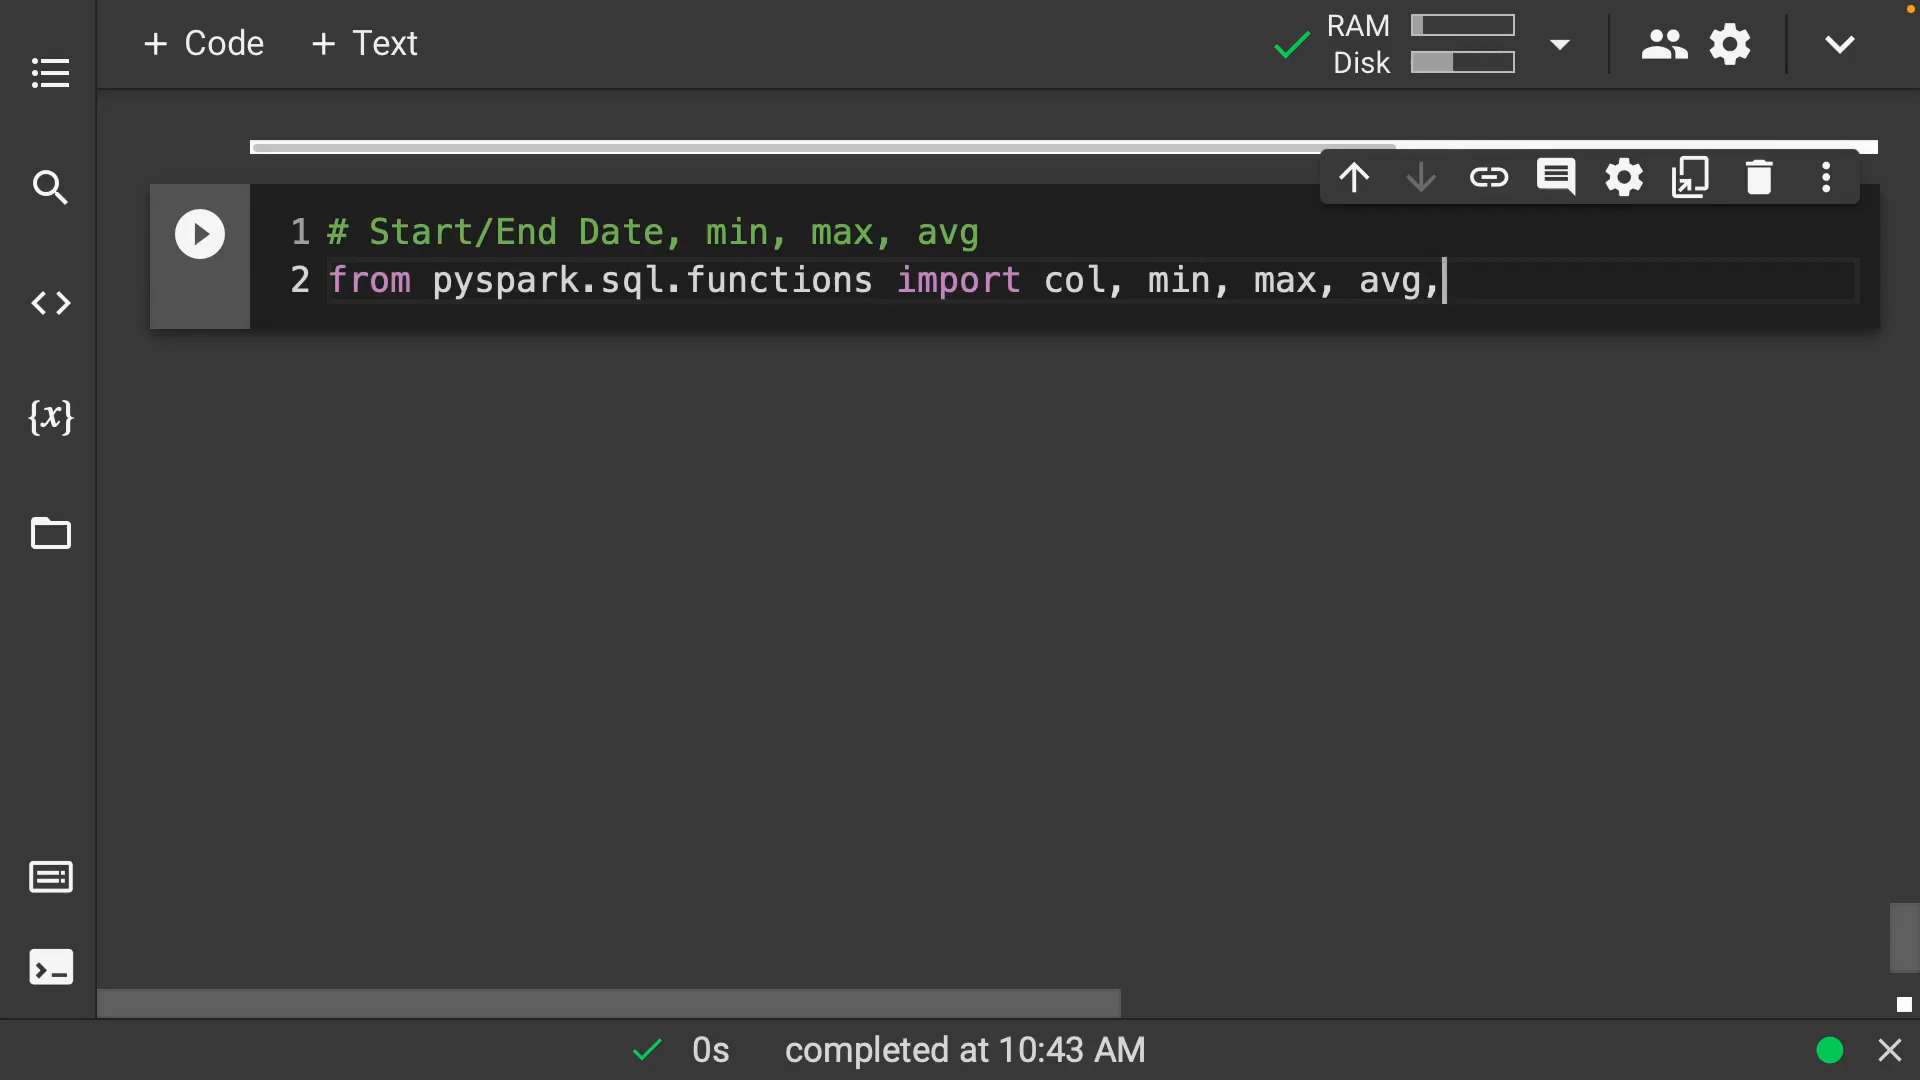 + Code + Text
RAM
Disk
{x}
1 # Start/End Date, min, max, avg
2 from pyspark.sql.functions import col, min, max, avg,
0s completed at 10:43 AM